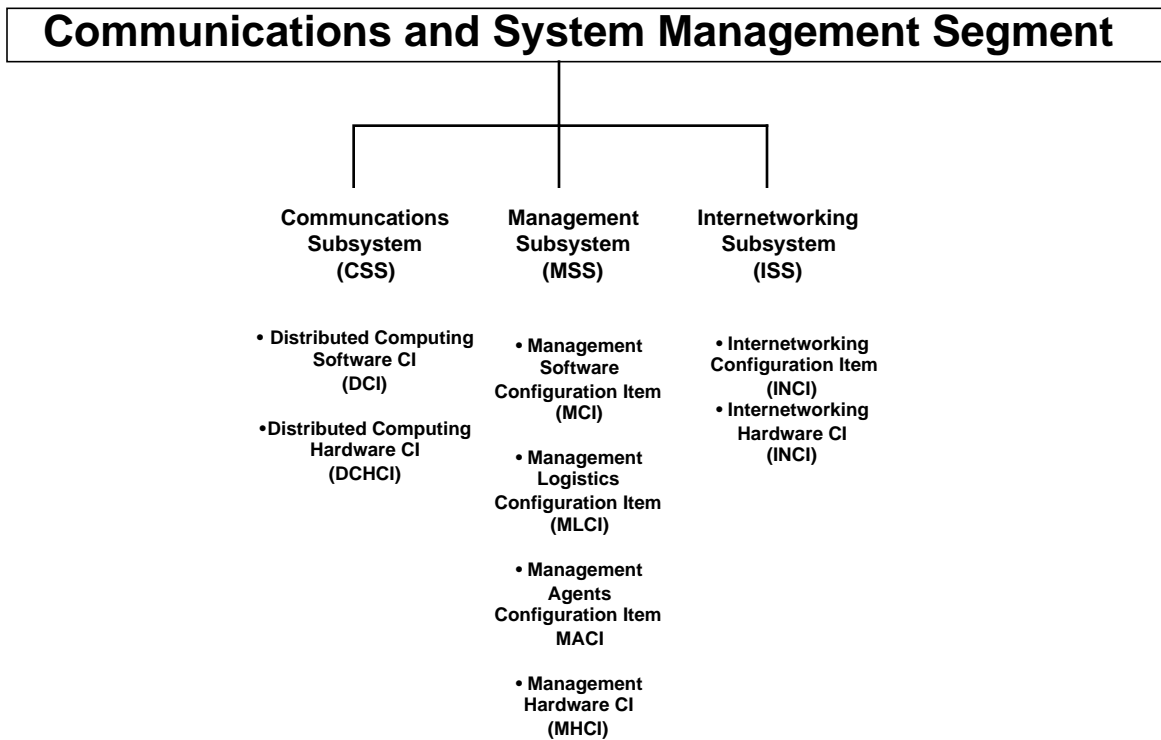 Communications and System Management Segment
Communcations
Subsystem
(CSS)
• Distributed Computing
Software CI
(DCI)
•Distributed Computing
Hardware CI
(DCHCI)
Management
Subsystem
(MSS)
• Management
Software
Configuration Item
(MCI)
• Management
Logistics
Configuration Item
(MLCI)
• Management
Agents
Configuration Item
MACI
• Management
Hardware CI
(MHCI)
Internetworking
Subsystem
(ISS)
• Internetworking
Configuration Item
(INCI)
• Internetworking
Hardware CI
(INCI)